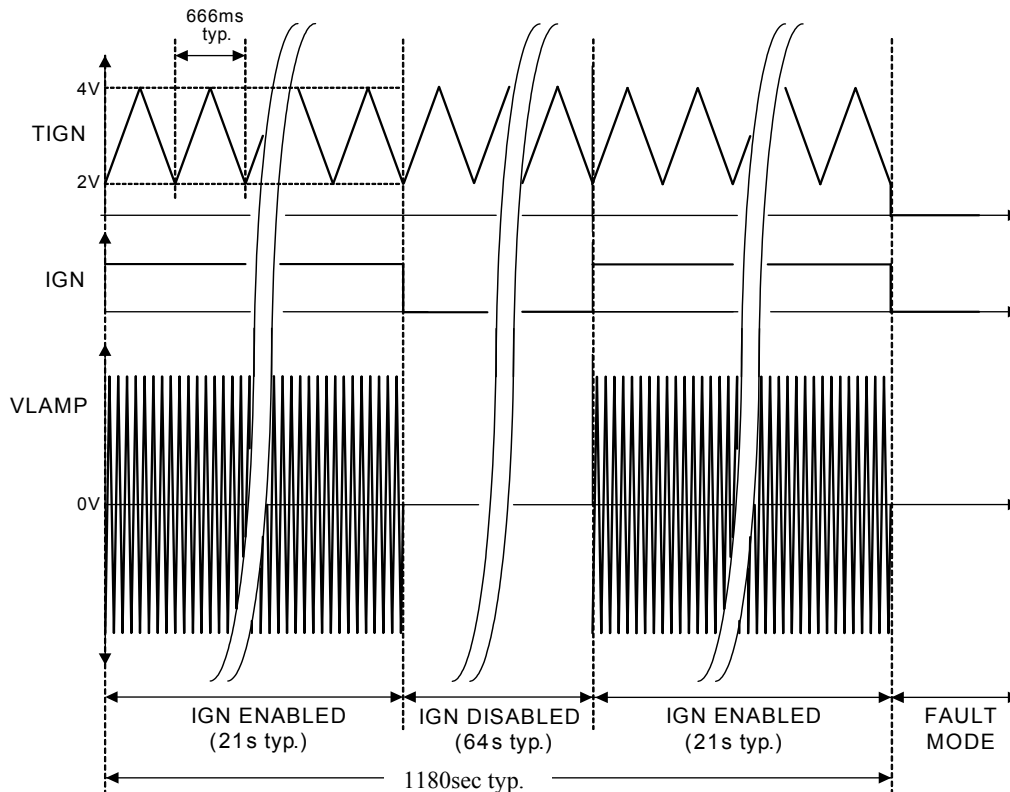 666ms
typ.
4V
TIGN
2V
IGN
VLAMP
0V
IGN ENABLED
(21s typ.)
IGN DISABLED
(64s typ.)
IGN ENABLED
(21s typ.)
FAULT
MODE
1180sec typ.